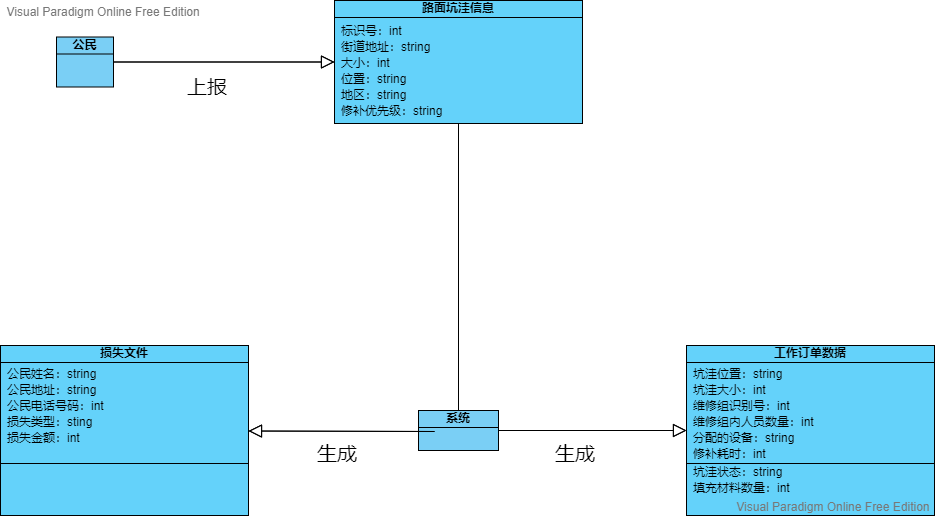 Visual Paradigm Online Free Edition
路面坑洼信息
标识号：int
街道地址：string
大小：int
位置：string
地区：string
修补优先级：string
公民
上报
损失文件
公民姓名：string
公民地址：string
公民电话号码：int
损失类型：sting
损失金额：int
系统
生成
生成
工作订单数据
坑洼位置：string
坑洼大小：int
维修组识别号：int
维修组内人员数量：int
分配的设备：string
修补耗时：int
坑洼状态：string
填充材料数量：int
Visual Paradigm Online Free Edition